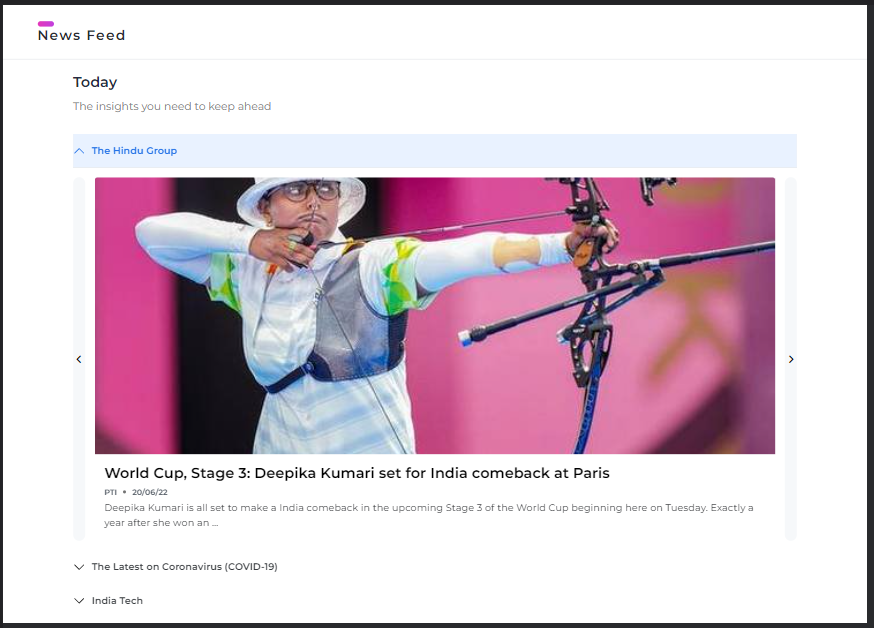 News Feed
Today
The insights you need to keep ahead
The Hindu Group
World Cup, Stage 3: Deepika Kumari set for India comeback at Paris
PTI • 20/06/22
Deepika Kumari is all set to make a India comeback in the upcoming Stage 3 of the World Cup beginning here on Tuesday. Exactly a
year after she won an ...
The Latest on Coronavirus (COVID-19)
India Tech